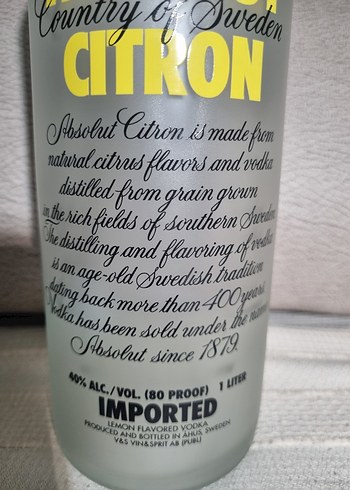 Country of Sweden
CITRON
Absolut Citron is made from
natural citrus flavors and vodka
distilled from grain grown
in the rich fields of southern Sweden.
The distilling and flavoring of vodka
is an age-old Swedish tradition
dating back more than 400 years.
Vodka has been sold under the name
Absolut since 1879.
40% ALC./VOL. (80 PROOF) 1 LITER
IMPORTED
LEMON FLAVORED VODKA
PRODUCED AND BOTTLED IN ÅHUS, SWEDEN
V&S VIN&SPRIT AB (PUBL)